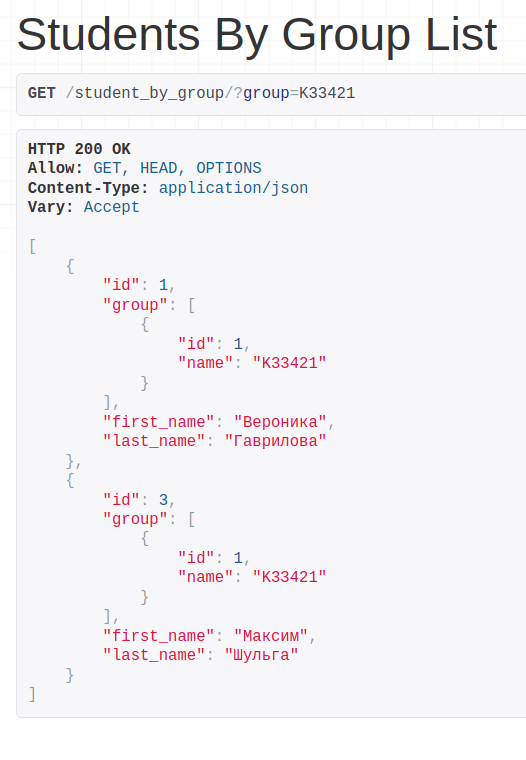 Students By Group List
GET /student_by_group/?group=K33421
HTTP 200 OK
Allow: GET, HEAD, OPTIONS
Content-Type: application/json
Vary: Accept
[
    {
        "id": 1,
        "group": [
            {
                "id": 1,
                "name": "K33421"
            }
        ],
        "first_name": "Вероника",
        "last_name": "Гаврилова"
    },
    {
        "id": 3,
        "group": [
            {
                "id": 1,
                "name": "K33421"
            }
        ],
        "first_name": "Максим",
        "last_name": "Шульга"
    }
]